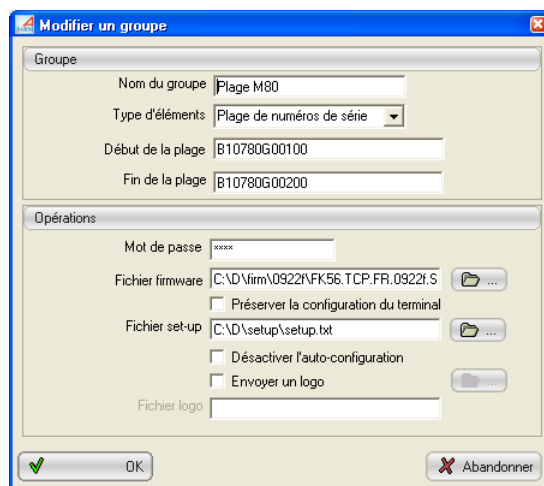 Modifier un groupe
Groupe
Nom du groupe Plage M80
Type d'éléments Plage de numéros de série
Début de la plage B10780G00100
Fin de la plage B10780G00200
Opérations
Mot de passe ****
Fichier firmware C:\D\firm\0922f\FK56.TCP.FR.0922f.S ...
Préserver la configuration du terminal
Fichier set-up C:\D\setup\setup.txt ...
Désactiver l'auto-configuration
Envoyer un logo ...
Fichier logo
OK Abandonner